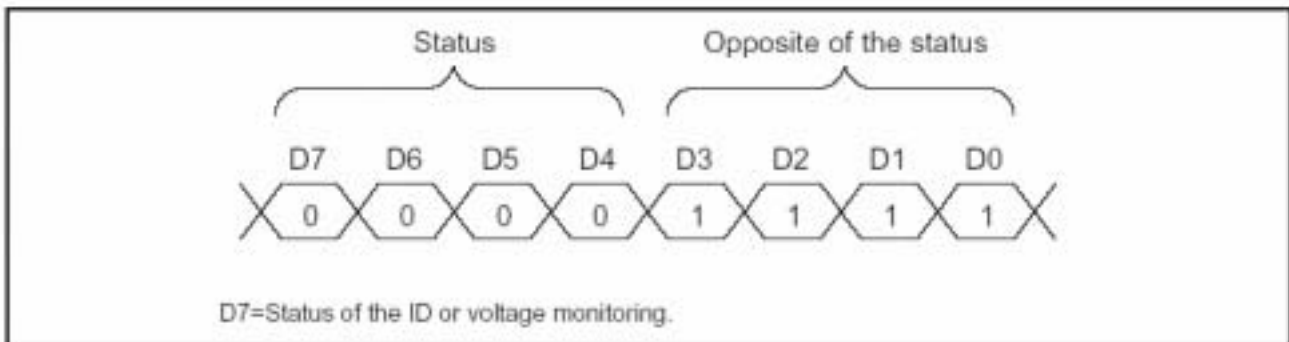 Status Opposite of the status
D7 D6 D5 D4 D3 D2 D1 D0
0 0 0 0 1 1 1 1
D7=Status of the ID or voltage monitoring.